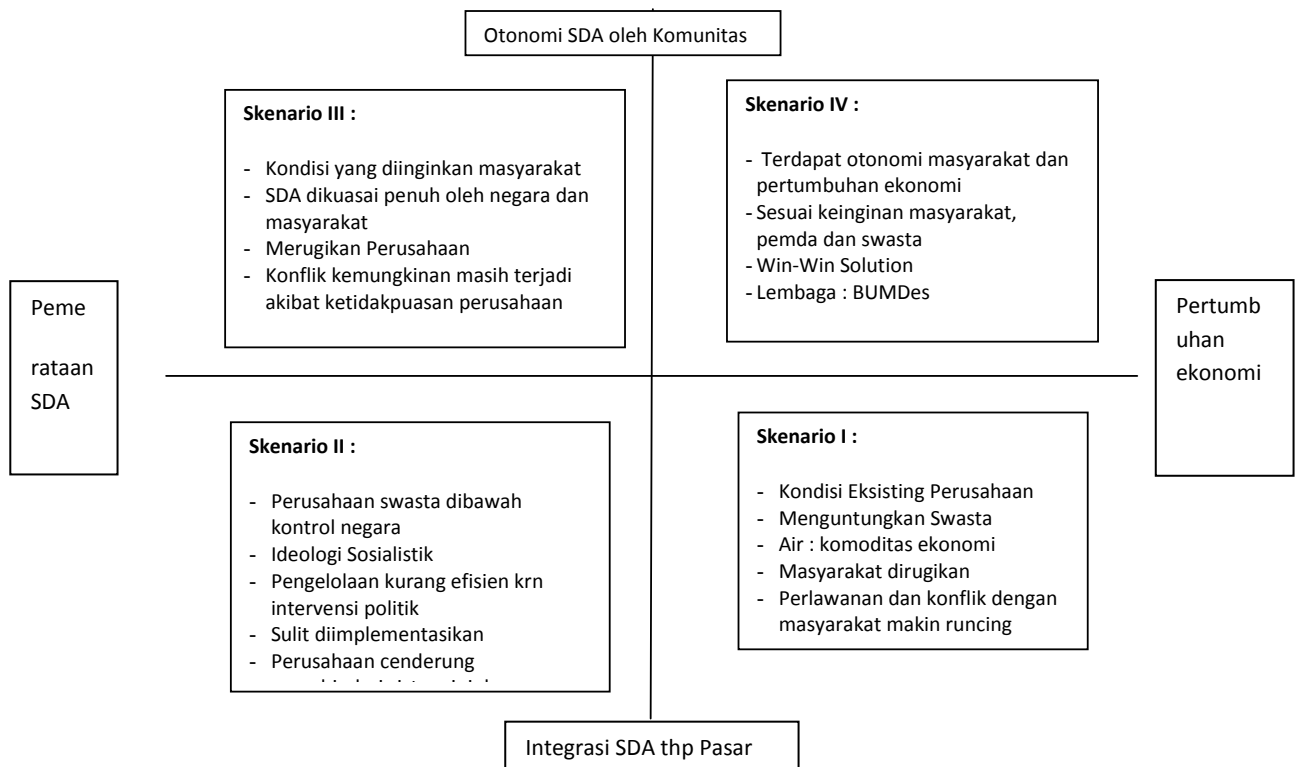 Otonomi SDA oleh Komunitas
Skenario III :
- Kondisi yang diinginkan masyarakat
- SDA dikuasai penuh oleh negara dan
masyarakat
- Merugikan Perusahaan
- Konflik kemungkinan masih terjadi
akibat ketidakpuasan perusahaan
Skenario IV :
- Terdapat otonomi masyarakat dan
pertumbuhan ekonomi
- Sesuai keinginan masyarakat,
pemda dan swasta
- Win-Win Solution
- Lembaga : BUMDes
Peme
rataan
SDA
Pertumb
uhan
ekonomi
Skenario II :
- Perusahaan swasta dibawah
kontrol negara
- Ideologi Sosialistik
- Pengelolaan kurang efisien krn
intervensi politik
- Sulit diimplementasikan
- Perusahaan cenderung
Skenario I :
- Kondisi Eksisting Perusahaan
- Menguntungkan Swasta
- Air : komoditas ekonomi
- Masyarakat dirugikan
- Perlawanan dan konflik dengan
masyarakat makin runcing
Integrasi SDA thp Pasar